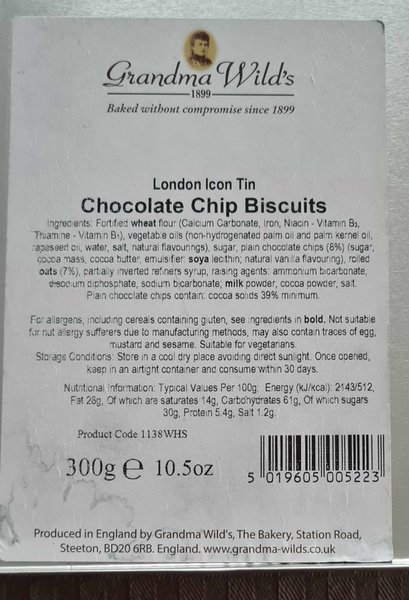 Grandma Wild's
1899
Baked without compromise since 1899
London Icon Tin
Chocolate Chip Biscuits
Ingredients: Fortified wheat flour (Calcium Carbonate, Iron, Niacin - Vitamin B3,
Thiamine - Vitamin B1), vegetable oils (non-hydrogenated palm oil and palm kernel oil,
rapeseed oil, water, salt, natural flavourings), sugar, plain chocolate chips (8%) (sugar,
cocoa mass, cocoa butter, emulsifier: soya lecithin; natural vanilla flavouring), rolled
oats (7%), partially inverted refiners syrup, raising agents: ammonium bicarbonate,
disodium diphosphate, sodium bicarbonate; milk powder, cocoa powder, salt.
Plain chocolate chips contain: cocoa solids 39% minimum.
For allergens, including cereals containing gluten, see ingredients in bold. Not suitable
for nut allergy sufferers due to manufacturing methods, may also contain traces of egg,
mustard and sesame. Suitable for vegetarians.
Storage Conditions: Store in a cool dry place avoiding direct sunlight. Once opened,
keep in an airtight container and consume within 30 days.
Nutritional Information: Typical Values Per 100g: Energy (kJ/kcal): 2143/512,
Fat 26g, Of which are saturates 14g, Carbohydrates 61g, Of which sugars
30g, Protein 5.4g, Salt 1.2g.
Product Code 1138WHS
300g ℮ 10.5oz
5 019605 005223
Produced in England by Grandma Wild's, The Bakery, Station Road,
Steeton, BD20 6RB. England. www.grandma-wilds.co.uk